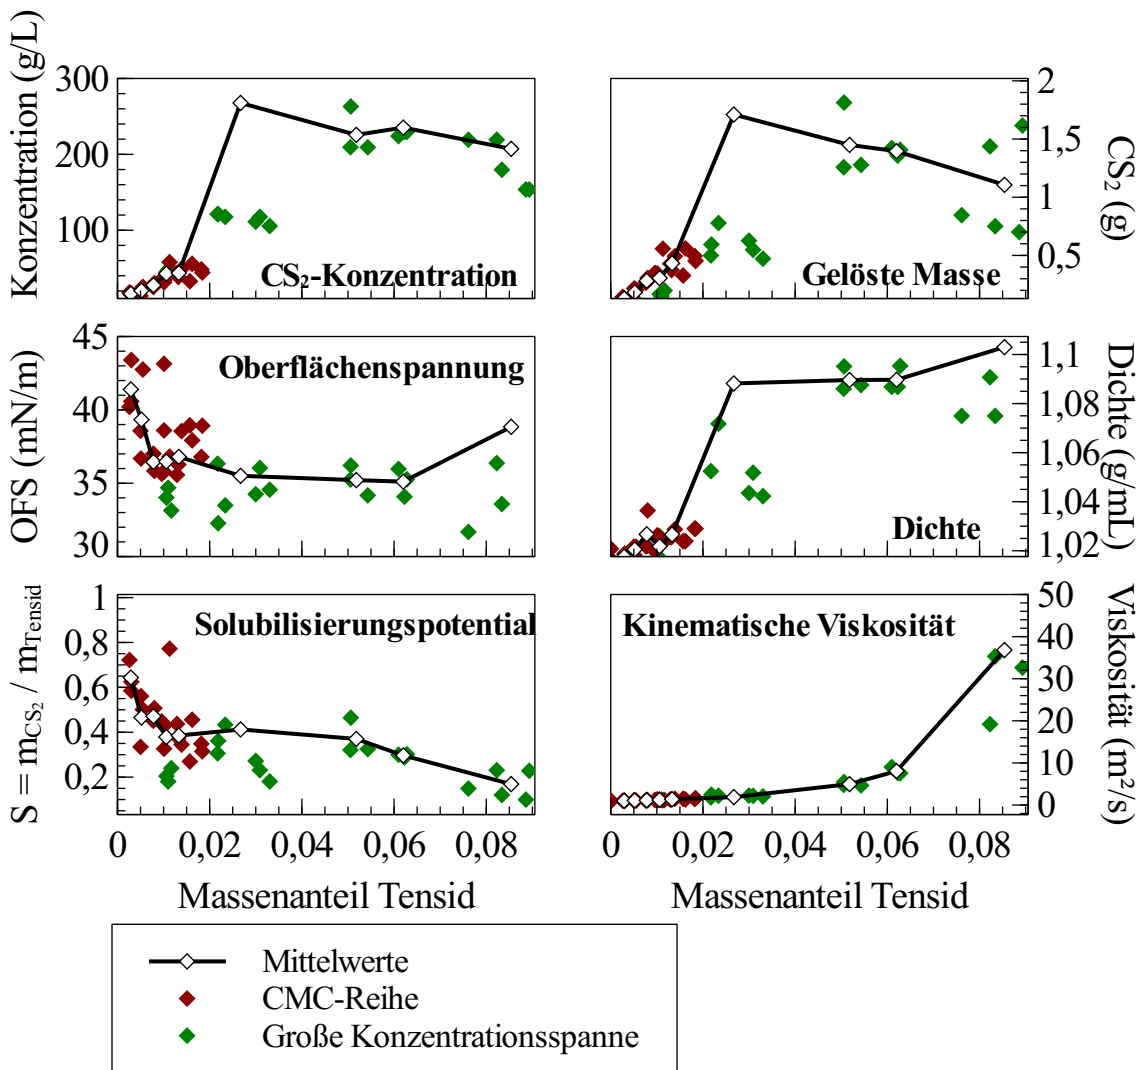 Konzentration (g/L)
300
200
100
CS₂-Konzentration
2
1,5
1
0,5
CS₂ (g)
Gelöste Masse
OFS (mN/m)
45
40
35
30
Oberflächenspannung
1,1
1,08
1,06
1,04
1,02
Dichte (g/mL)
Dichte
S = m_CS₂ / m_Tensid
1
0,8
0,6
0,4
0,2
Solubilisierungspotential
Kinematische Viskosität
50
40
30
20
10
0
Viskosität (m²/s)
0 0,02 0,04 0,06 0,08
Massenanteil Tensid
0 0,02 0,04 0,06 0,08
Massenanteil Tensid
Mittelwerte
CMC-Reihe
Große Konzentrationsspanne